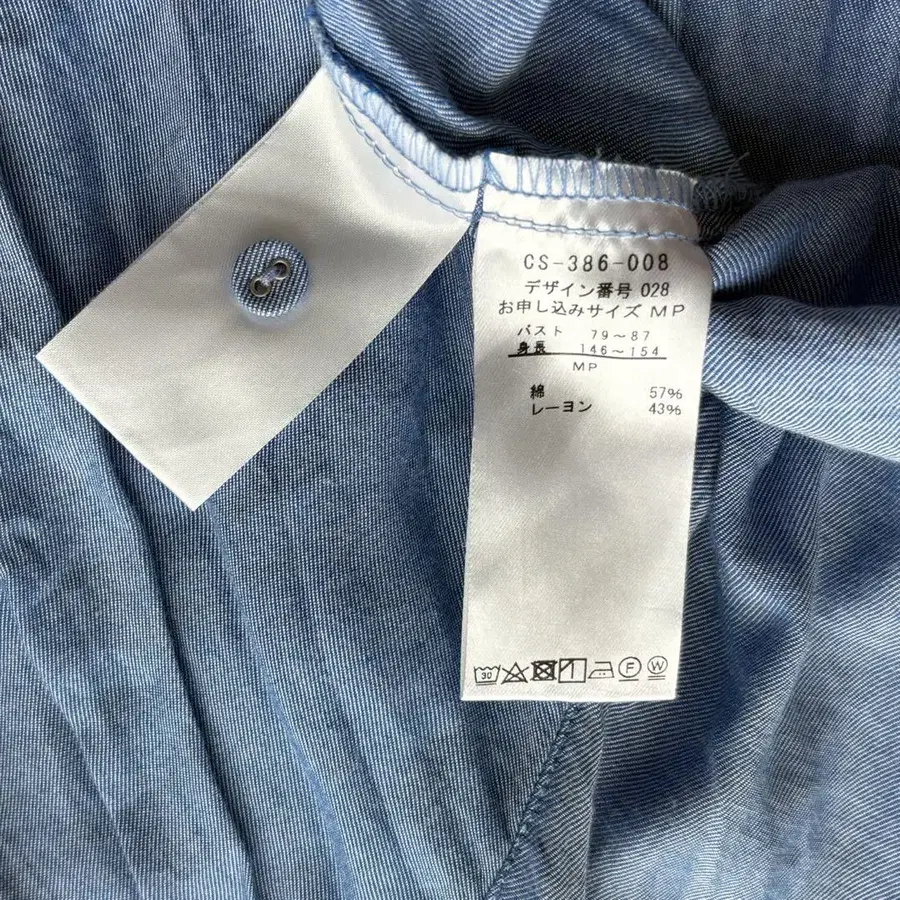 CS-386-008
デザイン番号 028
お申し込みサイズ MP
バスト 79~87
身長 146~154
MP
綿 57%
レーヨン 43%
30 F W